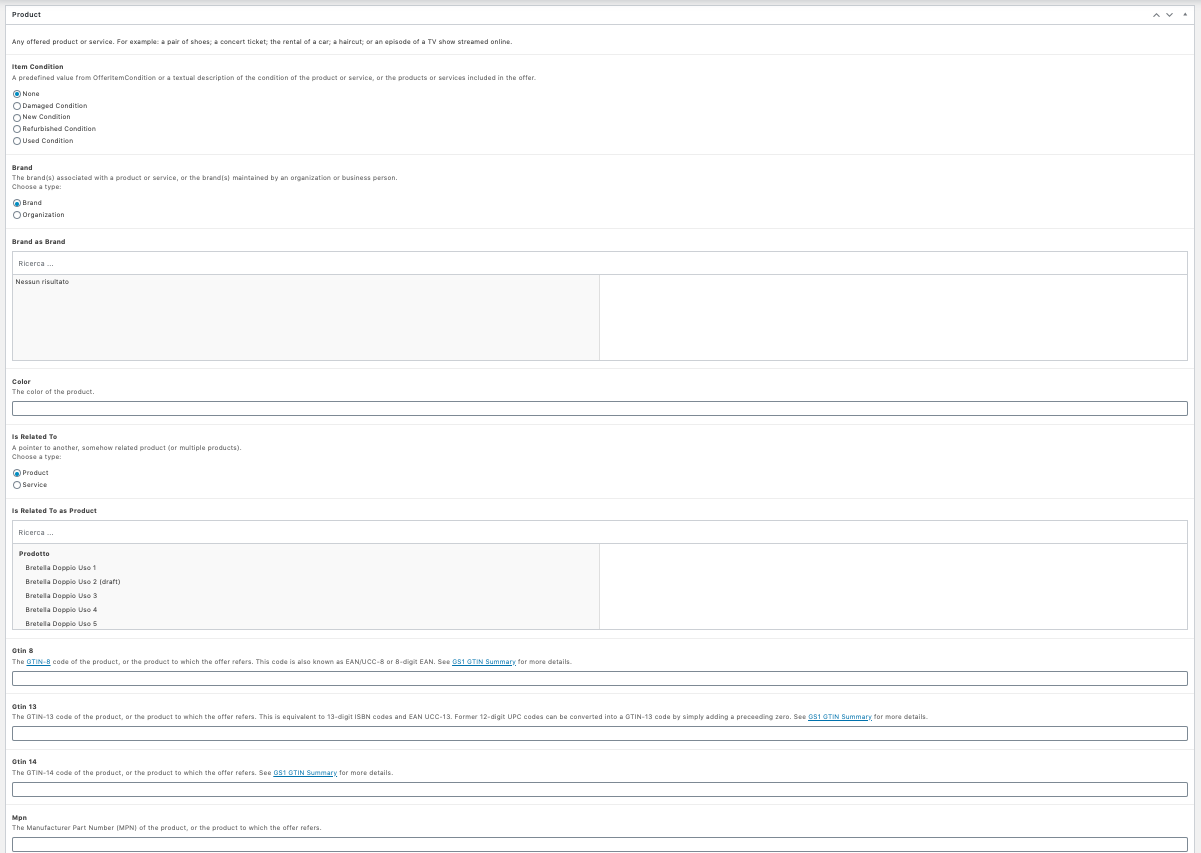 Product
Any offered product or service. For example: a pair of shoes; a concert ticket; the rental of a car; a haircut; or an episode of a TV show streamed online.
Item Condition
A predefined value from OfferItemCondition or a textual description of the condition of the product or service, or the products or services included in the offer.
None
Damaged Condition
New Condition
Refurbished Condition
Used Condition
Brand
The brand(s) associated with a product or service, or the brand(s) maintained by an organization or business person.
Choose a type:
Brand
Organization
Brand as Brand
Ricerca ...
Nessun risultato
Color
The color of the product.
Is Related To
A pointer to another, somehow related product (or multiple products).
Choose a type:
Product
Service
Is Related To as Product
Ricerca ...
Prodotto
Bretella Doppio Uso 1
Bretella Doppio Uso 2 (draft)
Bretella Doppio Uso 3
Bretella Doppio Uso 4
Bretella Doppio Uso 5
Gtin 8
The GTIN-8 code of the product, or the product to which the offer refers. This code is also known as EAN/UCC-8 or 8-digit EAN. See GS1 GTIN Summary for more details.
Gtin 13
The GTIN-13 code of the product, or the product to which the offer refers. This is equivalent to 13-digit ISBN codes and EAN UCC-13. Former 12-digit UPC codes can be converted into a GTIN-13 code by simply adding a preceeding zero. See GS1 GTIN Summary for more details.
Gtin 14
The GTIN-14 code of the product, or the product to which the offer refers. See GS1 GTIN Summary for more details.
Mpn
The Manufacturer Part Number (MPN) of the product, or the product to which the offer refers.